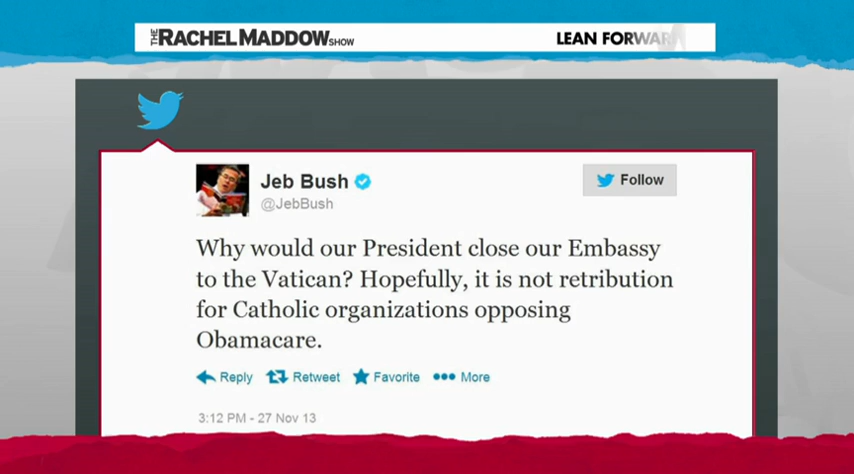 THE RACHEL MADDOW SHOW
LEAN FORWARD
Jeb Bush
Follow
@JebBush
Why would our President close our Embassy
to the Vatican? Hopefully, it is not retribution
for Catholic organizations opposing
Obamacare.
Reply Retweet Favorite More
3:12 PM - 27 Nov 13